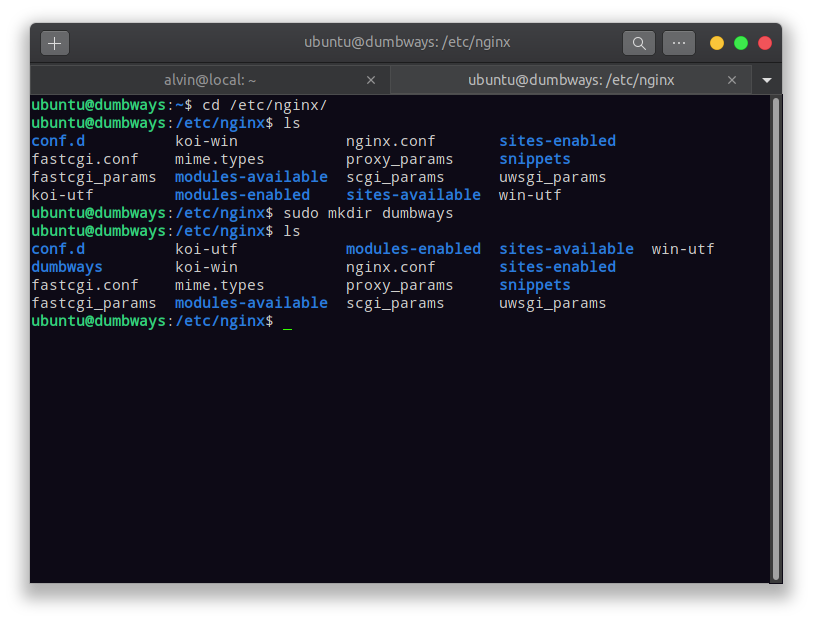 ubuntu@dumbways: /etc/nginx
alvin@local: ~ ubuntu@dumbways: /etc/nginx
ubuntu@dumbways:~$ cd /etc/nginx/
ubuntu@dumbways:/etc/nginx$ ls
conf.d koi-win nginx.conf sites-enabled
fastcgi.conf mime.types proxy_params snippets
fastcgi_params modules-available scgi_params uwsgi_params
koi-utf modules-enabled sites-available win-utf
ubuntu@dumbways:/etc/nginx$ sudo mkdir dumbways
ubuntu@dumbways:/etc/nginx$ ls
conf.d koi-utf modules-enabled sites-available win-utf
dumbways koi-win nginx.conf sites-enabled
fastcgi.conf mime.types proxy_params snippets
fastcgi_params modules-available scgi_params uwsgi_params
ubuntu@dumbways:/etc/nginx$ _